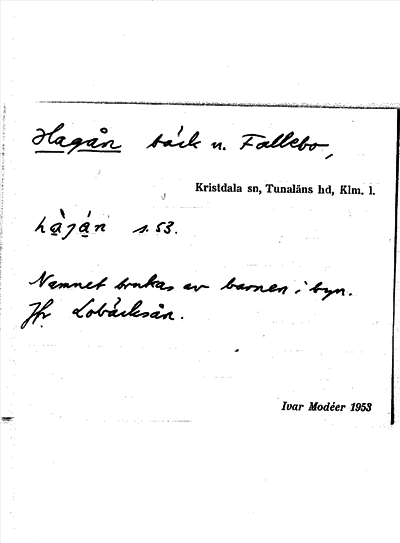 Hagån bäck n. Fallebo,
Kristdala sn, Tunaläns hd, Klm. l.
s. 53.
Namnet brukas av barnen i byn.
Jfr Lobäcksån.
Ivar Modéer 1953